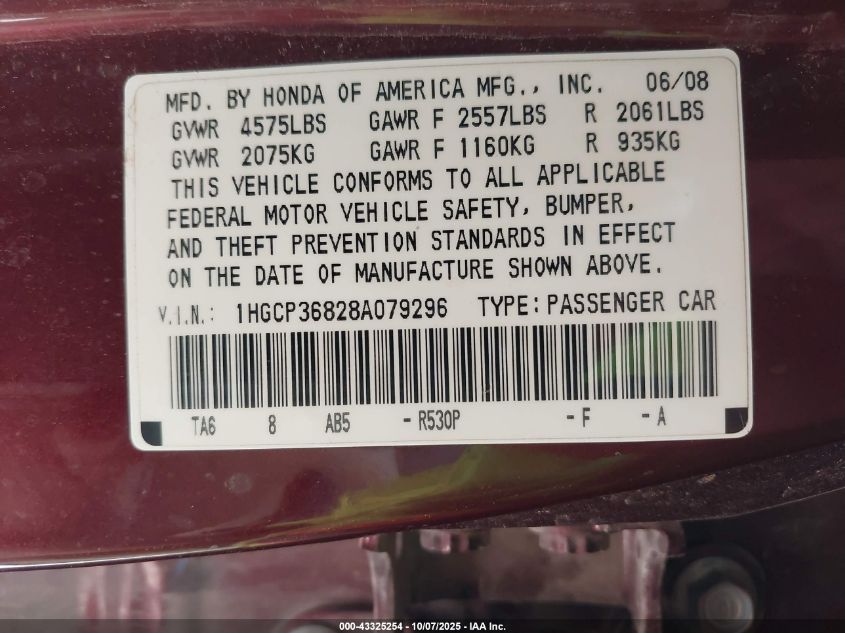 MFD. BY HONDA OF AMERICA MFG., INC. 06/08
GVWR 4575LBS GAWR F 2557LBS R 2061LBS
GVWR 2075KG GAWR F 1160KG R 935KG
THIS VEHICLE CONFORMS TO ALL APPLICABLE
FEDERAL MOTOR VEHICLE SAFETY, BUMPER,
AND THEFT PREVENTION STANDARDS IN EFFECT
ON THE DATE OF MANUFACTURE SHOWN ABOVE.
V.I.N.: 1HGCP36828A079296 TYPE: PASSENGER CAR
TA6 8 AB5 - R530P - F - A
000-43325254 - 10/07/2025 - IAA Inc.